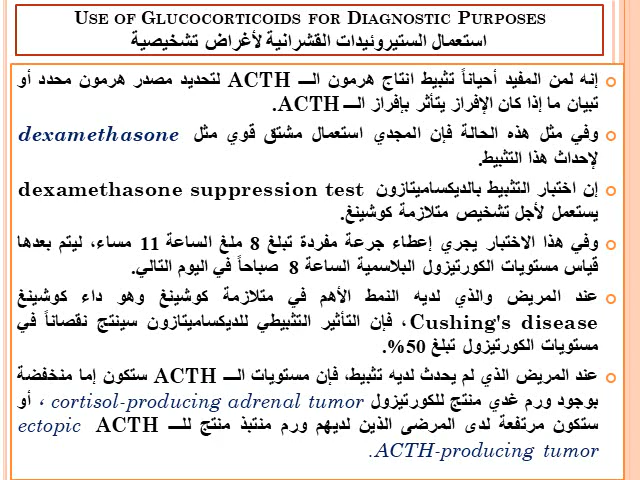 USE OF GLUCOCORTICOIDS FOR DIAGNOSTIC PURPOSES
استعمال الستيروئيدات القشرانية لأغراض تشخيصية
إنه لمن المفيد أحياناً تثبيط انتاج هرمون الـــ ACTH لتحديد مصدر هرمون محدد أو
تبيان ما إذا كان الإفراز يتأثر بإفراز الـــ ACTH.
وفي مثل هذه الحالة فإن المجدي استعمال مشتق قوي مثل dexamethasone
لإحداث هذا التثبيط.
إن اختبار التثبيط بالديكساميتازون dexamethasone suppression test
يستعمل لأجل تشخيص متلازمة كوشينغ.
وفي هذا الاختبار يجري إعطاء جرعة مفردة تبلغ 8 ملغ الساعة 11 مساء، ليتم بعدها
قياس مستويات الكورتيزول البلاسمية الساعة 8 صباحاً في اليوم التالي.
عند المريض والذي لديه النمط الأهم في متلازمة كوشينغ وهو داء كوشينغ
Cushing's disease، فإن التأثير التثبيطي للديكساميتازون سينتج نقصاناً في
مستويات الكورتيزول تبلغ 50%.
عند المريض الذي لم يحدث لديه تثبيط، فإن مستويات الـــ ACTH ستكون إما منخفضة
بوجود ورم غدي منتج للكورتيزول cortisol-producing adrenal tumor ، أو
ستكون مرتفعة لدى المرضى الذين لديهم ورم منتبذ منتج للـــ ACTH ectopic
ACTH-producing tumor.